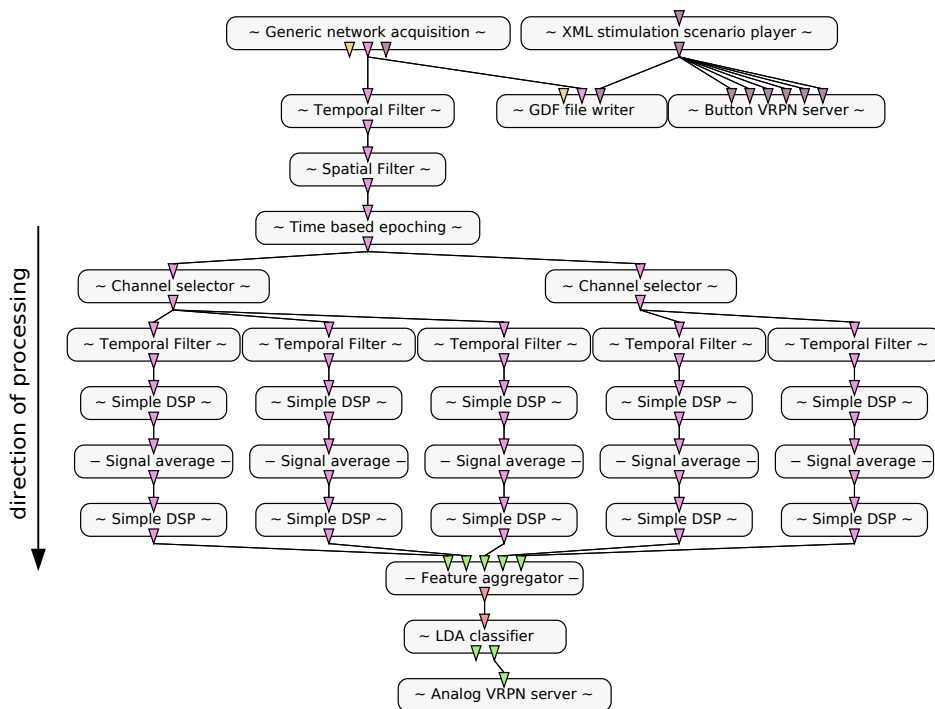 ~ Generic network acquisition ~
~ XML stimulation scenario player ~
~ Temporal Filter ~
~ GDF file writer
~ Button VRPN server ~
~ Spatial Filter ~
~ Time based epoching ~
~ Channel selector ~
~ Channel selector ~
~ Temporal Filter ~
~ Temporal Filter ~
~ Temporal Filter ~
~ Temporal Filter ~
~ Temporal Filter ~
~ Simple DSP ~
~ Simple DSP ~
~ Simple DSP ~
~ Simple DSP ~
~ Simple DSP ~
− Signal average −
− Signal average −
− Signal average −
− Signal average −
− Signal average −
~ Simple DSP ~
~ Simple DSP ~
~ Simple DSP ~
~ Simple DSP ~
~ Simple DSP ~
− Feature aggregator −
~ LDA classifier
~ Analog VRPN server ~
direction of processing